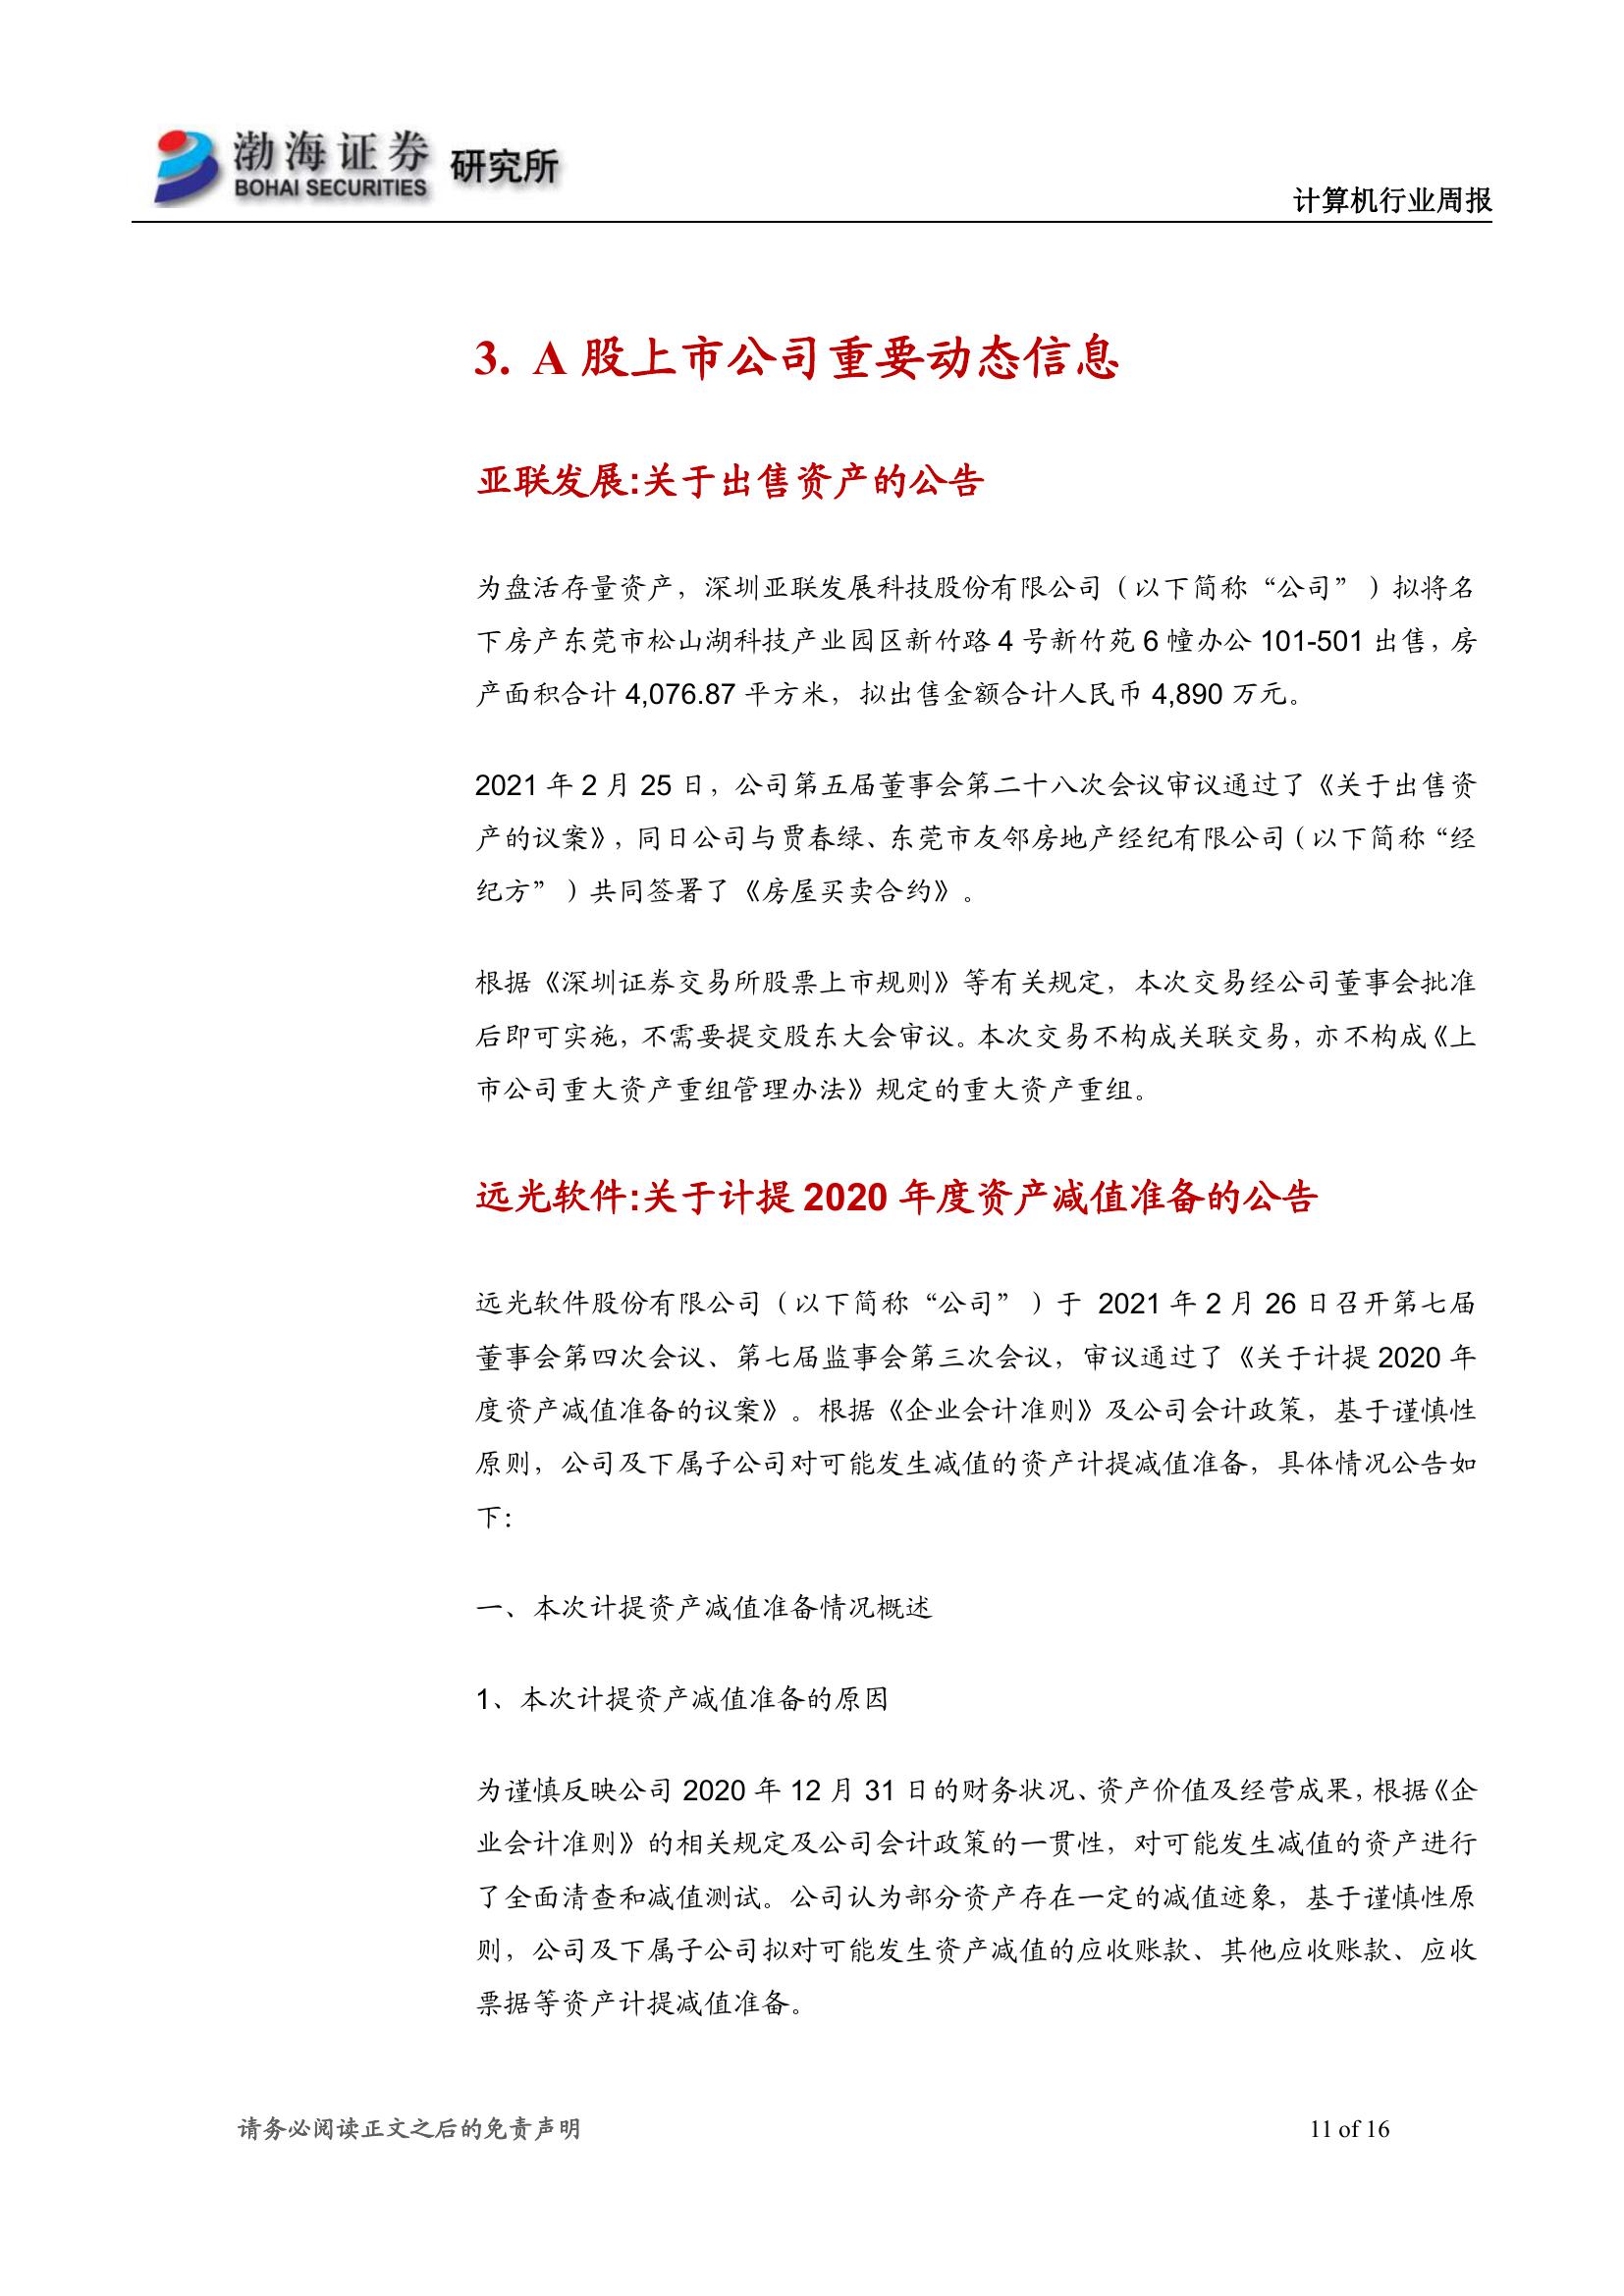 渤海证券 研究所
BOHAI SECURITIES
计算机行业周报
3. A 股上市公司重要动态信息
亚联发展:关于出售资产的公告
为盘活存量资产，深圳亚联发展科技股份有限公司（以下简称“公司”）拟将名
下房产东莞市松山湖科技产业园区新竹路 4 号新竹苑 6 幢办公 101-501 出售，房
产面积合计 4,076.87 平方米，拟出售金额合计人民币 4,890 万元。
2021 年 2 月 25 日，公司第五届董事会第二十八次会议审议通过了《关于出售资
产的议案》，同日公司与贾春绿、东莞市友邻房地产经纪有限公司（以下简称“经
纪方”）共同签署了《房屋买卖合约》。
根据《深圳证券交易所股票上市规则》等有关规定，本次交易经公司董事会批准
后即可实施，不需要提交股东大会审议。本次交易不构成关联交易，亦不构成《上
市公司重大资产重组管理办法》规定的重大资产重组。
远光软件:关于计提 2020 年度资产减值准备的公告
远光软件股份有限公司（以下简称“公司”）于 2021 年 2 月 26 日召开第七届
董事会第四次会议、第七届监事会第三次会议，审议通过了《关于计提 2020 年
度资产减值准备的议案》。根据《企业会计准则》及公司会计政策，基于谨慎性
原则，公司及下属子公司对可能发生减值的资产计提减值准备，具体情况公告如
下：
一、本次计提资产减值准备情况概述
1、本次计提资产减值准备的原因
为谨慎反映公司 2020 年 12 月 31 日的财务状况、资产价值及经营成果，根据《企
业会计准则》的相关规定及公司会计政策的一贯性，对可能发生减值的资产进行
了全面清查和减值测试。公司认为部分资产存在一定的减值迹象，基于谨慎性原
则，公司及下属子公司拟对可能发生资产减值的应收账款、其他应收账款、应收
票据等资产计提减值准备。
请务必阅读正文之后的免责声明
11 of 16